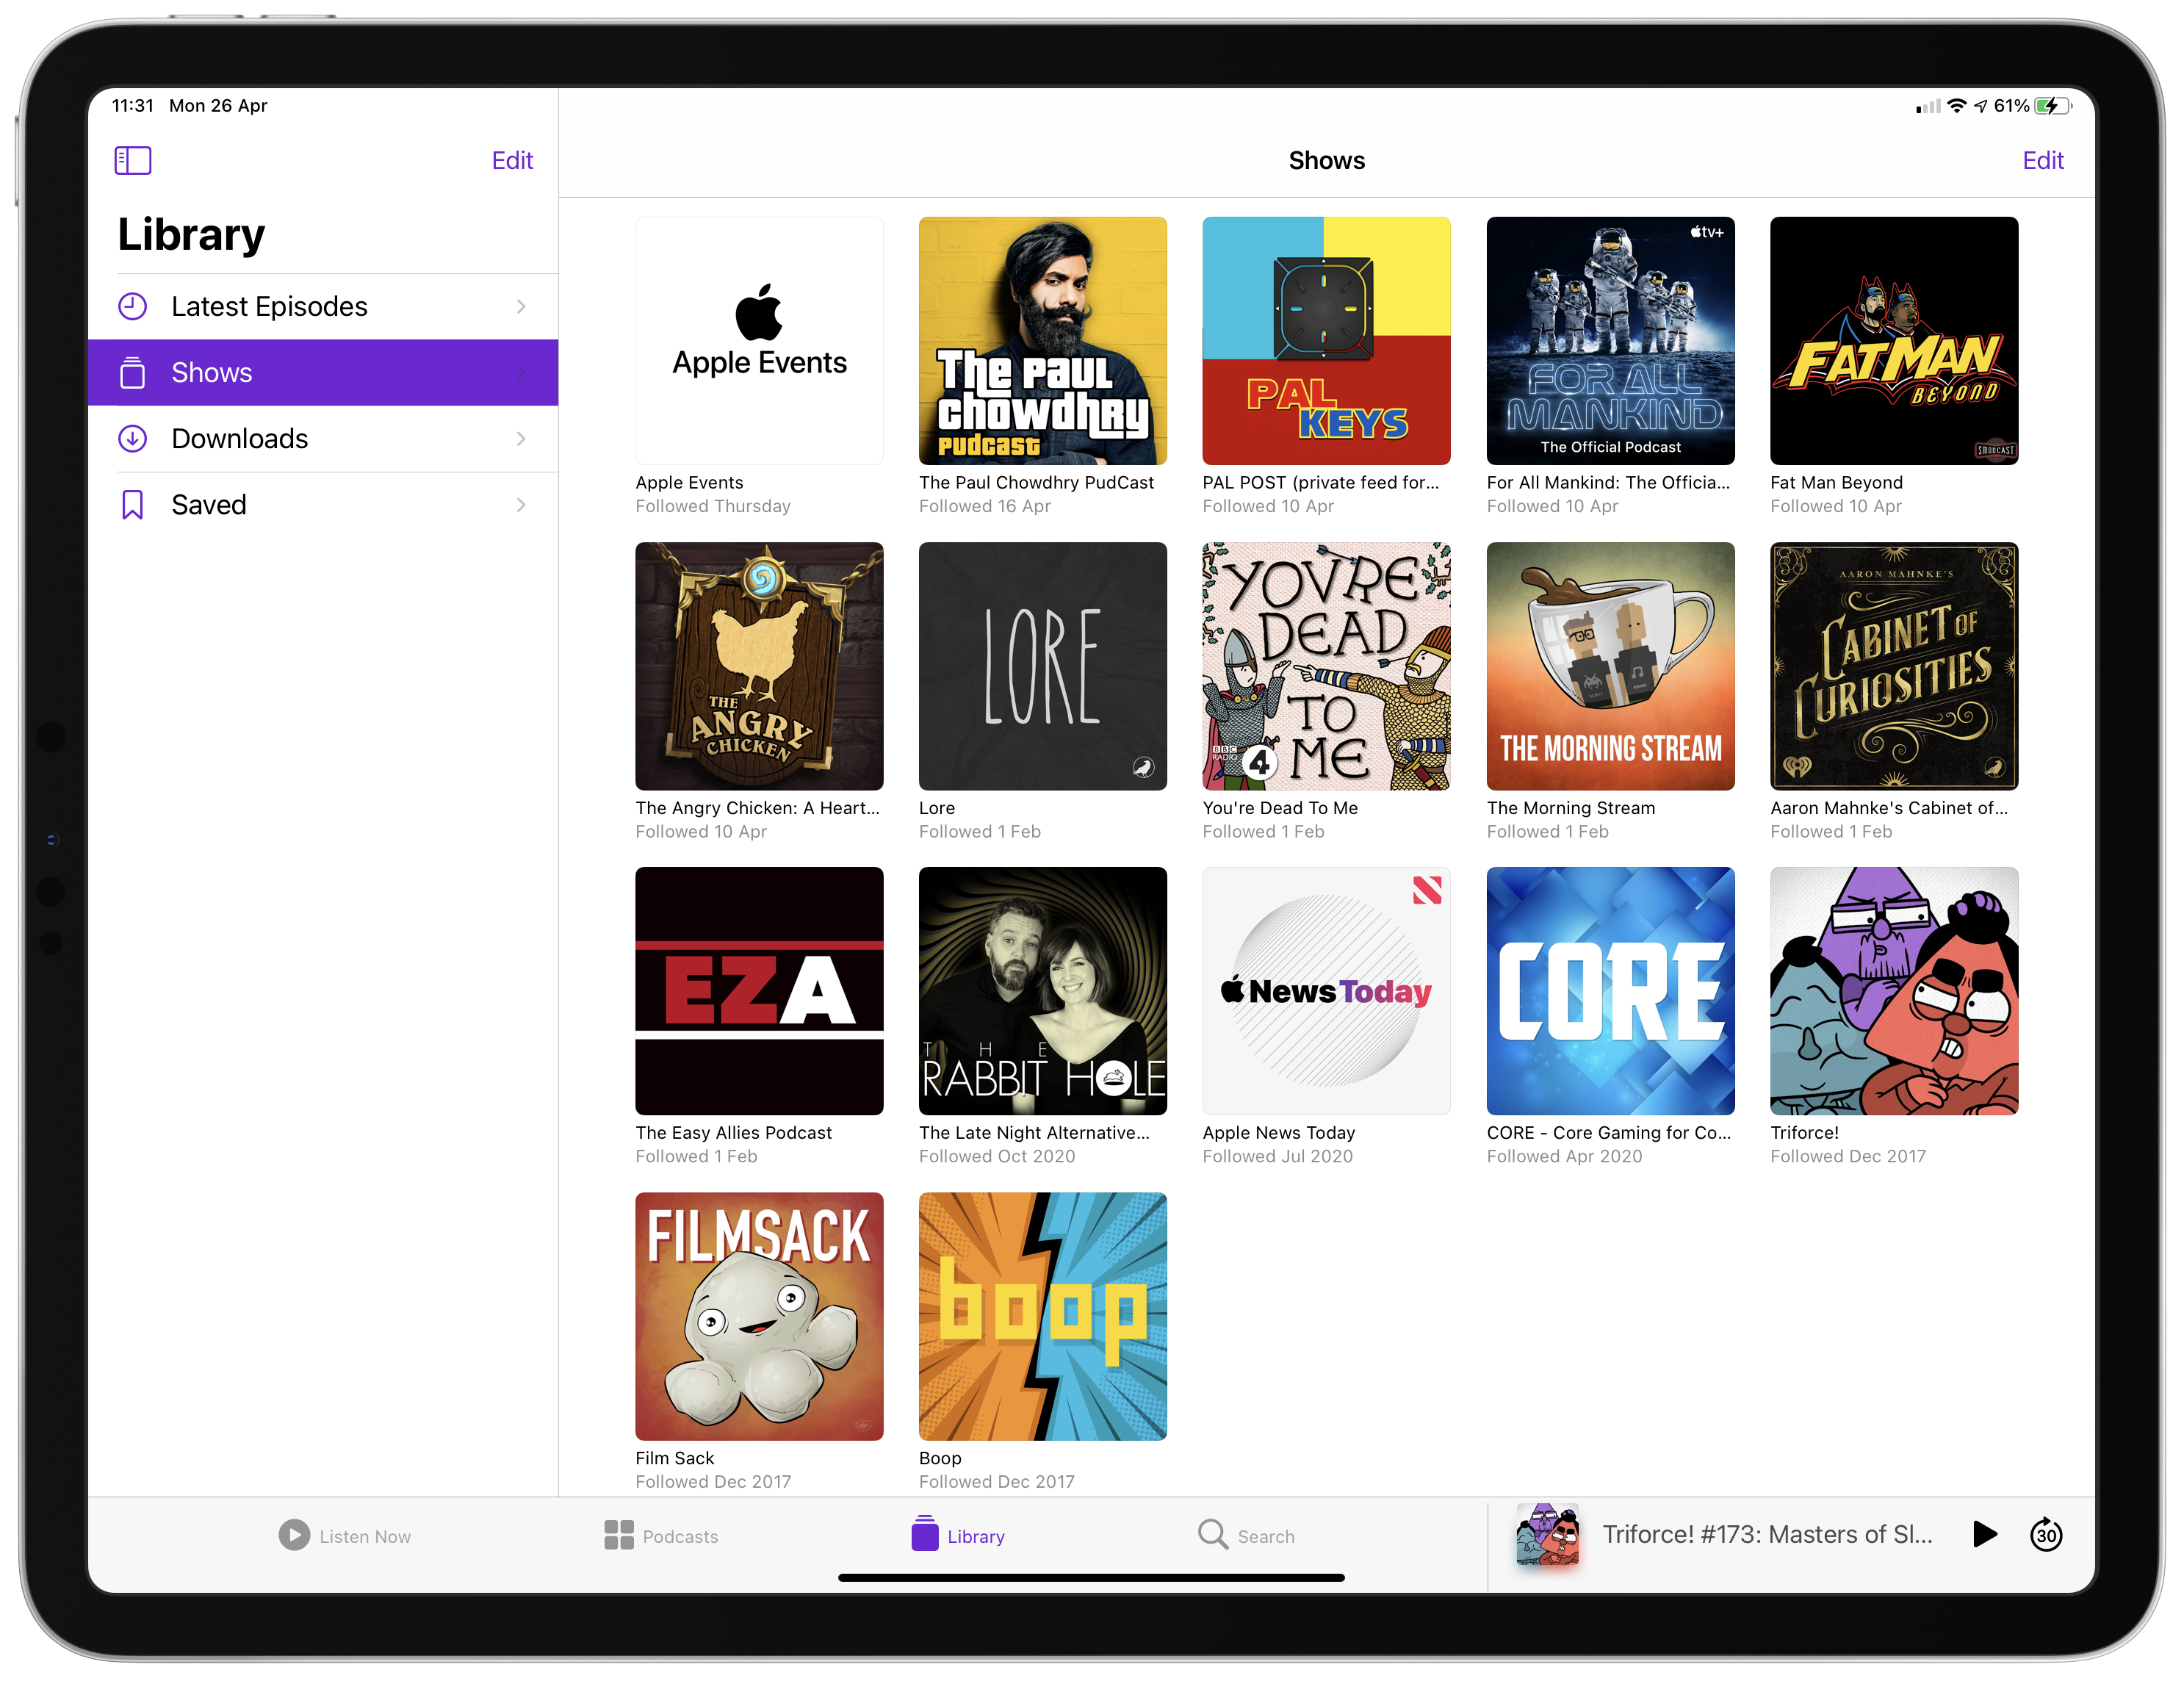 11:31 Mon 26 Apr
61%
Edit
Shows
Edit
Library
Latest Episodes
Shows
Downloads
Saved
Apple Events
Apple Events
Followed Thursday
The Paul
Chowdhry
Pudcast
The Paul Chowdhry PudCast
Followed 16 Apr
PAL
KEYS
PAL POST (private feed for...
Followed 10 Apr
tv+
FOR ALL
MANKIND
The Official Podcast
For All Mankind: The Officia...
Followed 10 Apr
FATMAN
BEYOND
SMODCAST
Fat Man Beyond
Followed 10 Apr
THE
ANGRY
CHICKEN
The Angry Chicken: A Heart...
Followed 10 Apr
LORE
Lore
Followed 1 Feb
YOU'RE
DEAD
TO
ME
BBC
RADIO
4
You're Dead To Me
Followed 1 Feb
THE MORNING STREAM
The Morning Stream
Followed 1 Feb
AARON MAHNKE'S
CABINET OF
CURIOSITIES
Aaron Mahnke's Cabinet of...
Followed 1 Feb
EZA
The Easy Allies Podcast
Followed 1 Feb
THE
RABBIT HOLE
The Late Night Alternative...
Followed Oct 2020
News Today
Apple News Today
Followed Jul 2020
CORE
CORE - Core Gaming for Co...
Followed Apr 2020
Triforce!
Followed Dec 2017
FILMSACK
Film Sack
Followed Dec 2017
boop
Boop
Followed Dec 2017
Listen Now
Podcasts
Library
Search
Triforce! #173: Masters of Sl...
30